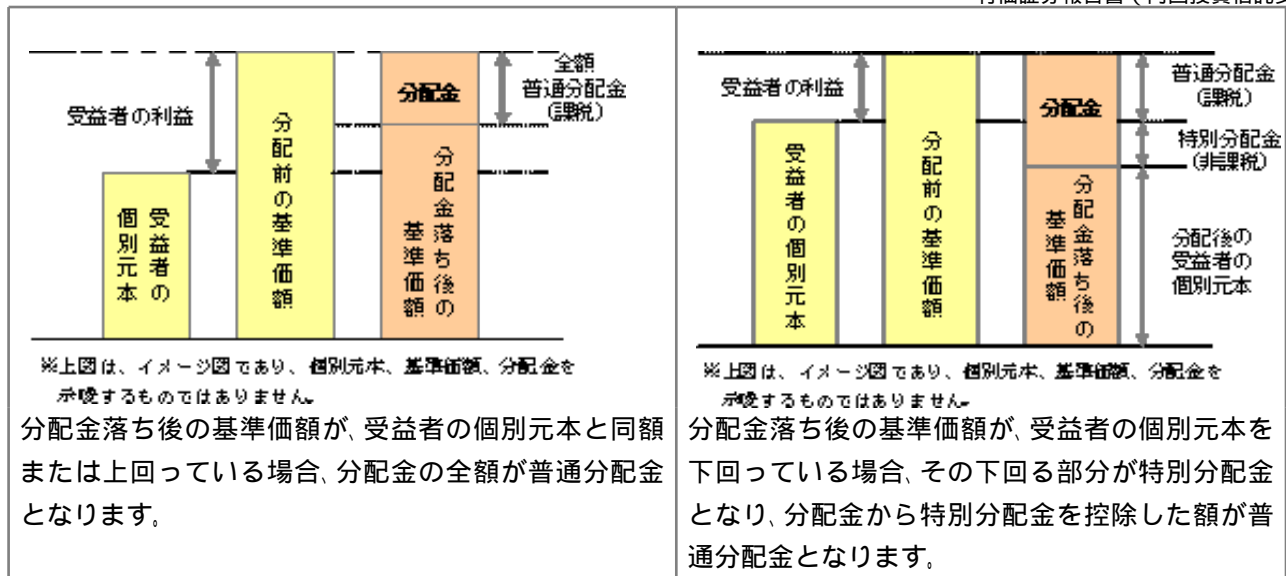 受益者の利益
受益者の
個別元本
分配前の基準価額
分配金
分配金落ち後の
基準価額
全額
普通分配金
(課税)
※上図は、イメージ図であり、個別元本、基準価額、分配金を
示唆するものではありません。
分配金落ち後の基準価額が、受益者の個別元本と同額
または上回っている場合、分配金の全額が普通分配金
となります。
受益者の利益
受益者の個別元本
分配前の基準価額
分配金
分配金落ち後の
基準価額
普通分配金
(課税)
特別分配金
(非課税)
分配後の
受益者の
個別元本
※上図は、イメージ図であり、個別元本、基準価額、分配金を
示唆するものではありません。
分配金落ち後の基準価額が、受益者の個別元本を
下回っている場合、その下回る部分が特別分配金
となり、分配金から特別分配金を控除した額が普
通分配金となります。